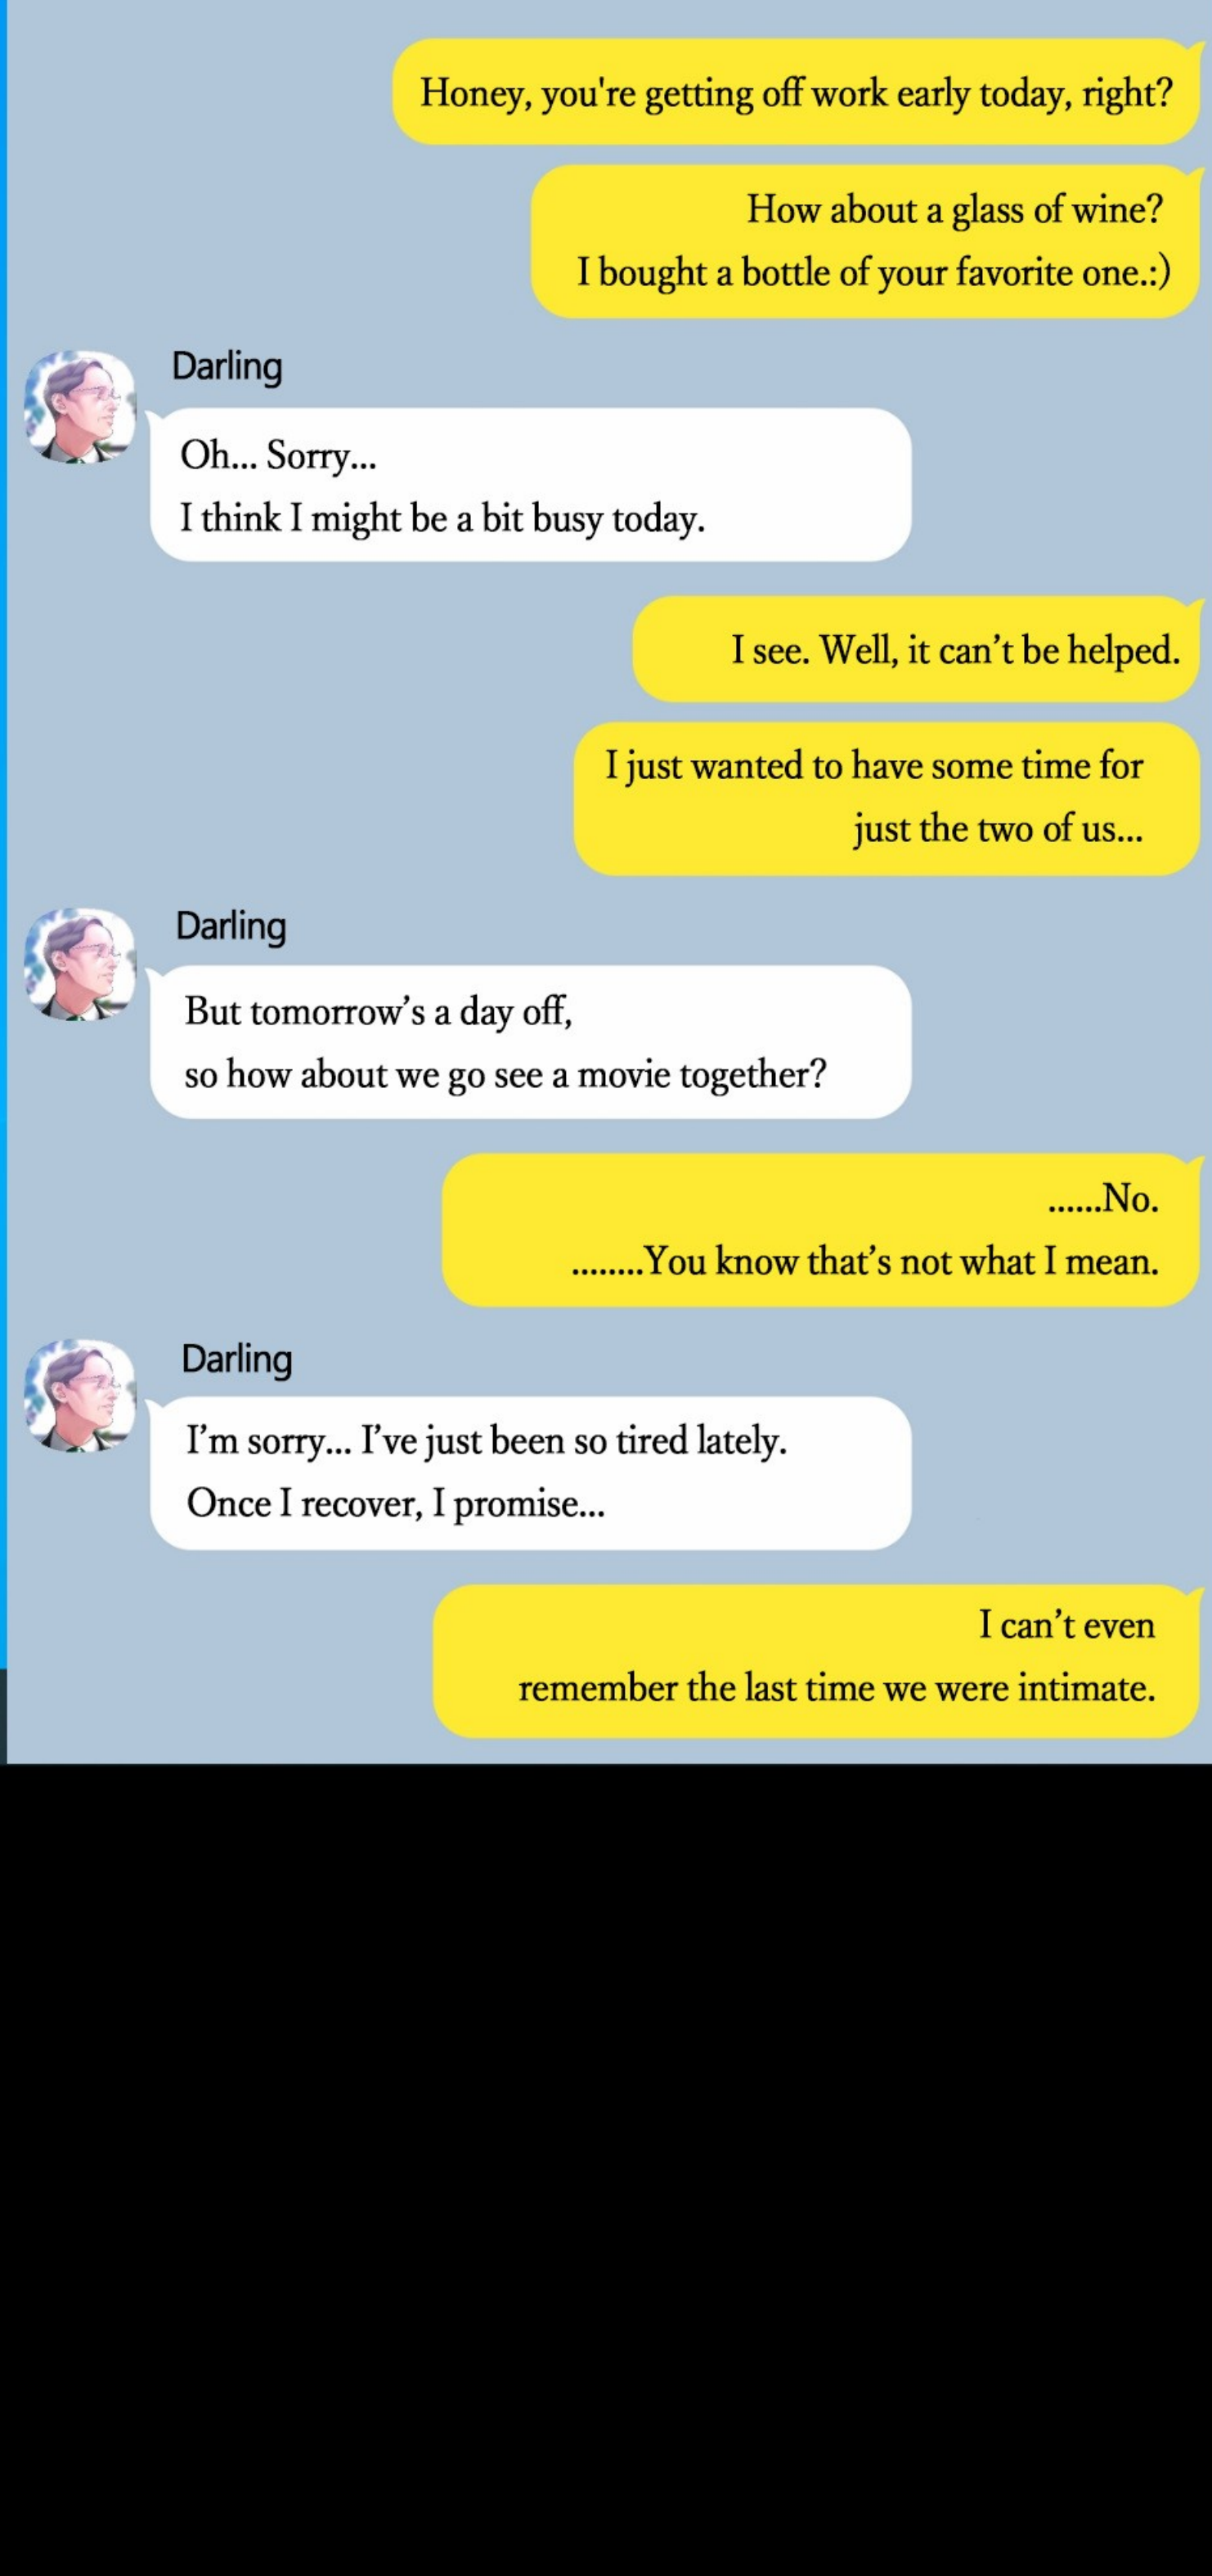 Honey, you're getting off work early today, right?
How about a glass of wine?
I bought a bottle of your favorite one.:)
Darling
Oh... Sorry...
I think I might be a bit busy today.
I see. Well, it can’t be helped.
I just wanted to have some time for
just the two of us...
Darling
But tomorrow’s a day off,
so how about we go see a movie together?
......No.
........You know that’s not what I mean.
Darling
I’m sorry... I’ve just been so tired lately.
Once I recover, I promise...
I can’t even
remember the last time we were intimate.